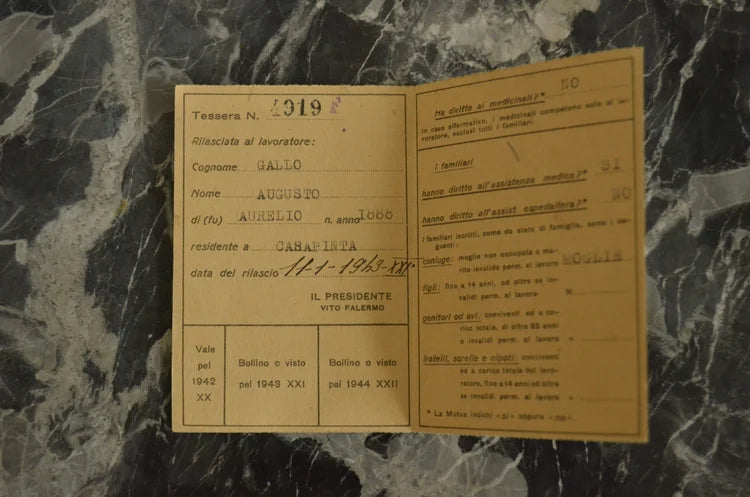 Tessera N. 4919 F
Rilasciata al lavoratore:
Cognome GALLO
Nome AUGUSTO
di (fu) AURELIO n. anno 1888
residente a CASAPINTA
data del rilascio 11-1-1943-XXI°
IL PRESIDENTE
VITO PALERMO
Vale
pel
1942
XX
Bollino o visto
pel 1943 XXI
Bollino o visto
pel 1944 XXII
Ha diritto ai medicinali?* NO
In caso affermativo, i medicinali competono solo al la-
voratore, esclusi tutti i familiari.
I familiari
hanno diritto all'assistenza medica?* SI
hanno diritto all'assist. ospedaliera?* NO
I familiari iscritti, come da stato di famiglia, sono i se-
guenti:
coniuge: moglie non occupata o ma-
rito invalido perm. al lavoro MOGLIE
figli: fino a 14 anni, od oltre se in-
validi perm. al lavoro N
genitori od avi: conviventi ed a ca-
rico totale, di oltre 55 anni
o invalidi perm. al lavoro »
fratelli, sorelle e nipoti: conviventi
ed a carico totale del lavo-
ratore, fino a 14 anni od oltre
se invalidi perm. al lavoro »
* La Mutua indichi «si» oppure «no».